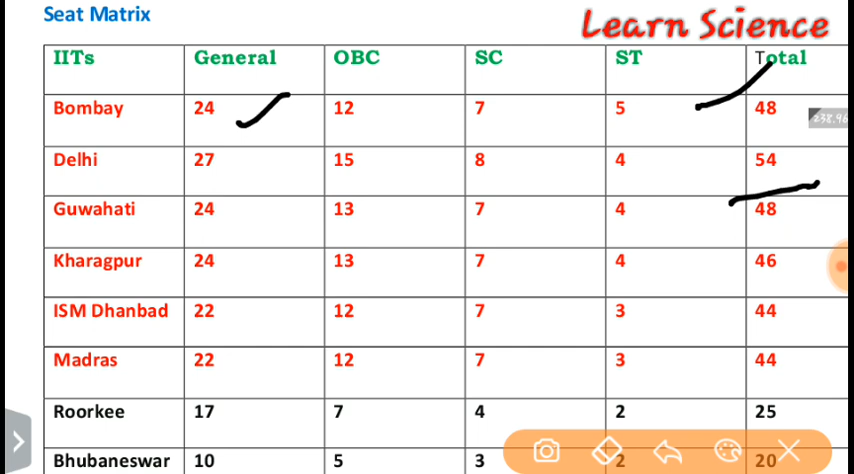 Seat Matrix
Learn Science
IITs General OBC SC ST Total
Bombay 24 12 7 5 48
238.96
Delhi 27 15 8 4 54
Guwahati 24 13 7 4 48
Kharagpur 24 13 7 4 46
ISM Dhanbad 22 12 7 3 44
Madras 22 12 7 3 44
Roorkee 17 7 4 2 25
Bhubaneswar 10 5 3 2 20